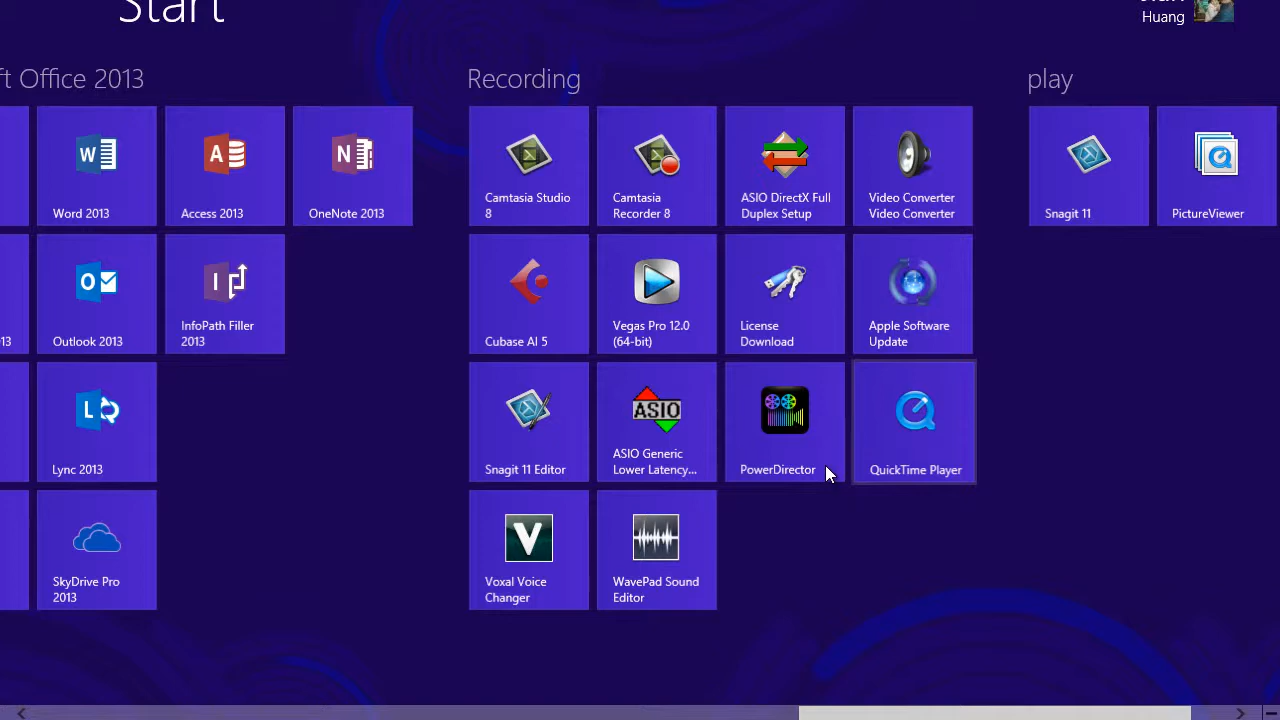 Start
Huang
ft Office 2013
Recording
play
Word 2013
Access 2013
OneNote 2013
Camtasia Studio
8
Camtasia
Recorder 8
ASIO DirectX Full
Duplex Setup
Video Converter
Video Converter
Snagit 11
PictureViewer
13
Outlook 2013
InfoPath Filler
2013
Cubase AI 5
Vegas Pro 12.0
(64-bit)
License
Download
Apple Software
Update
Lync 2013
Snagit 11 Editor
ASIO
ASIO Generic
Lower Latency...
PowerDirector
QuickTime Player
SkyDrive Pro
2013
Voxal Voice
Changer
WavePad Sound
Editor